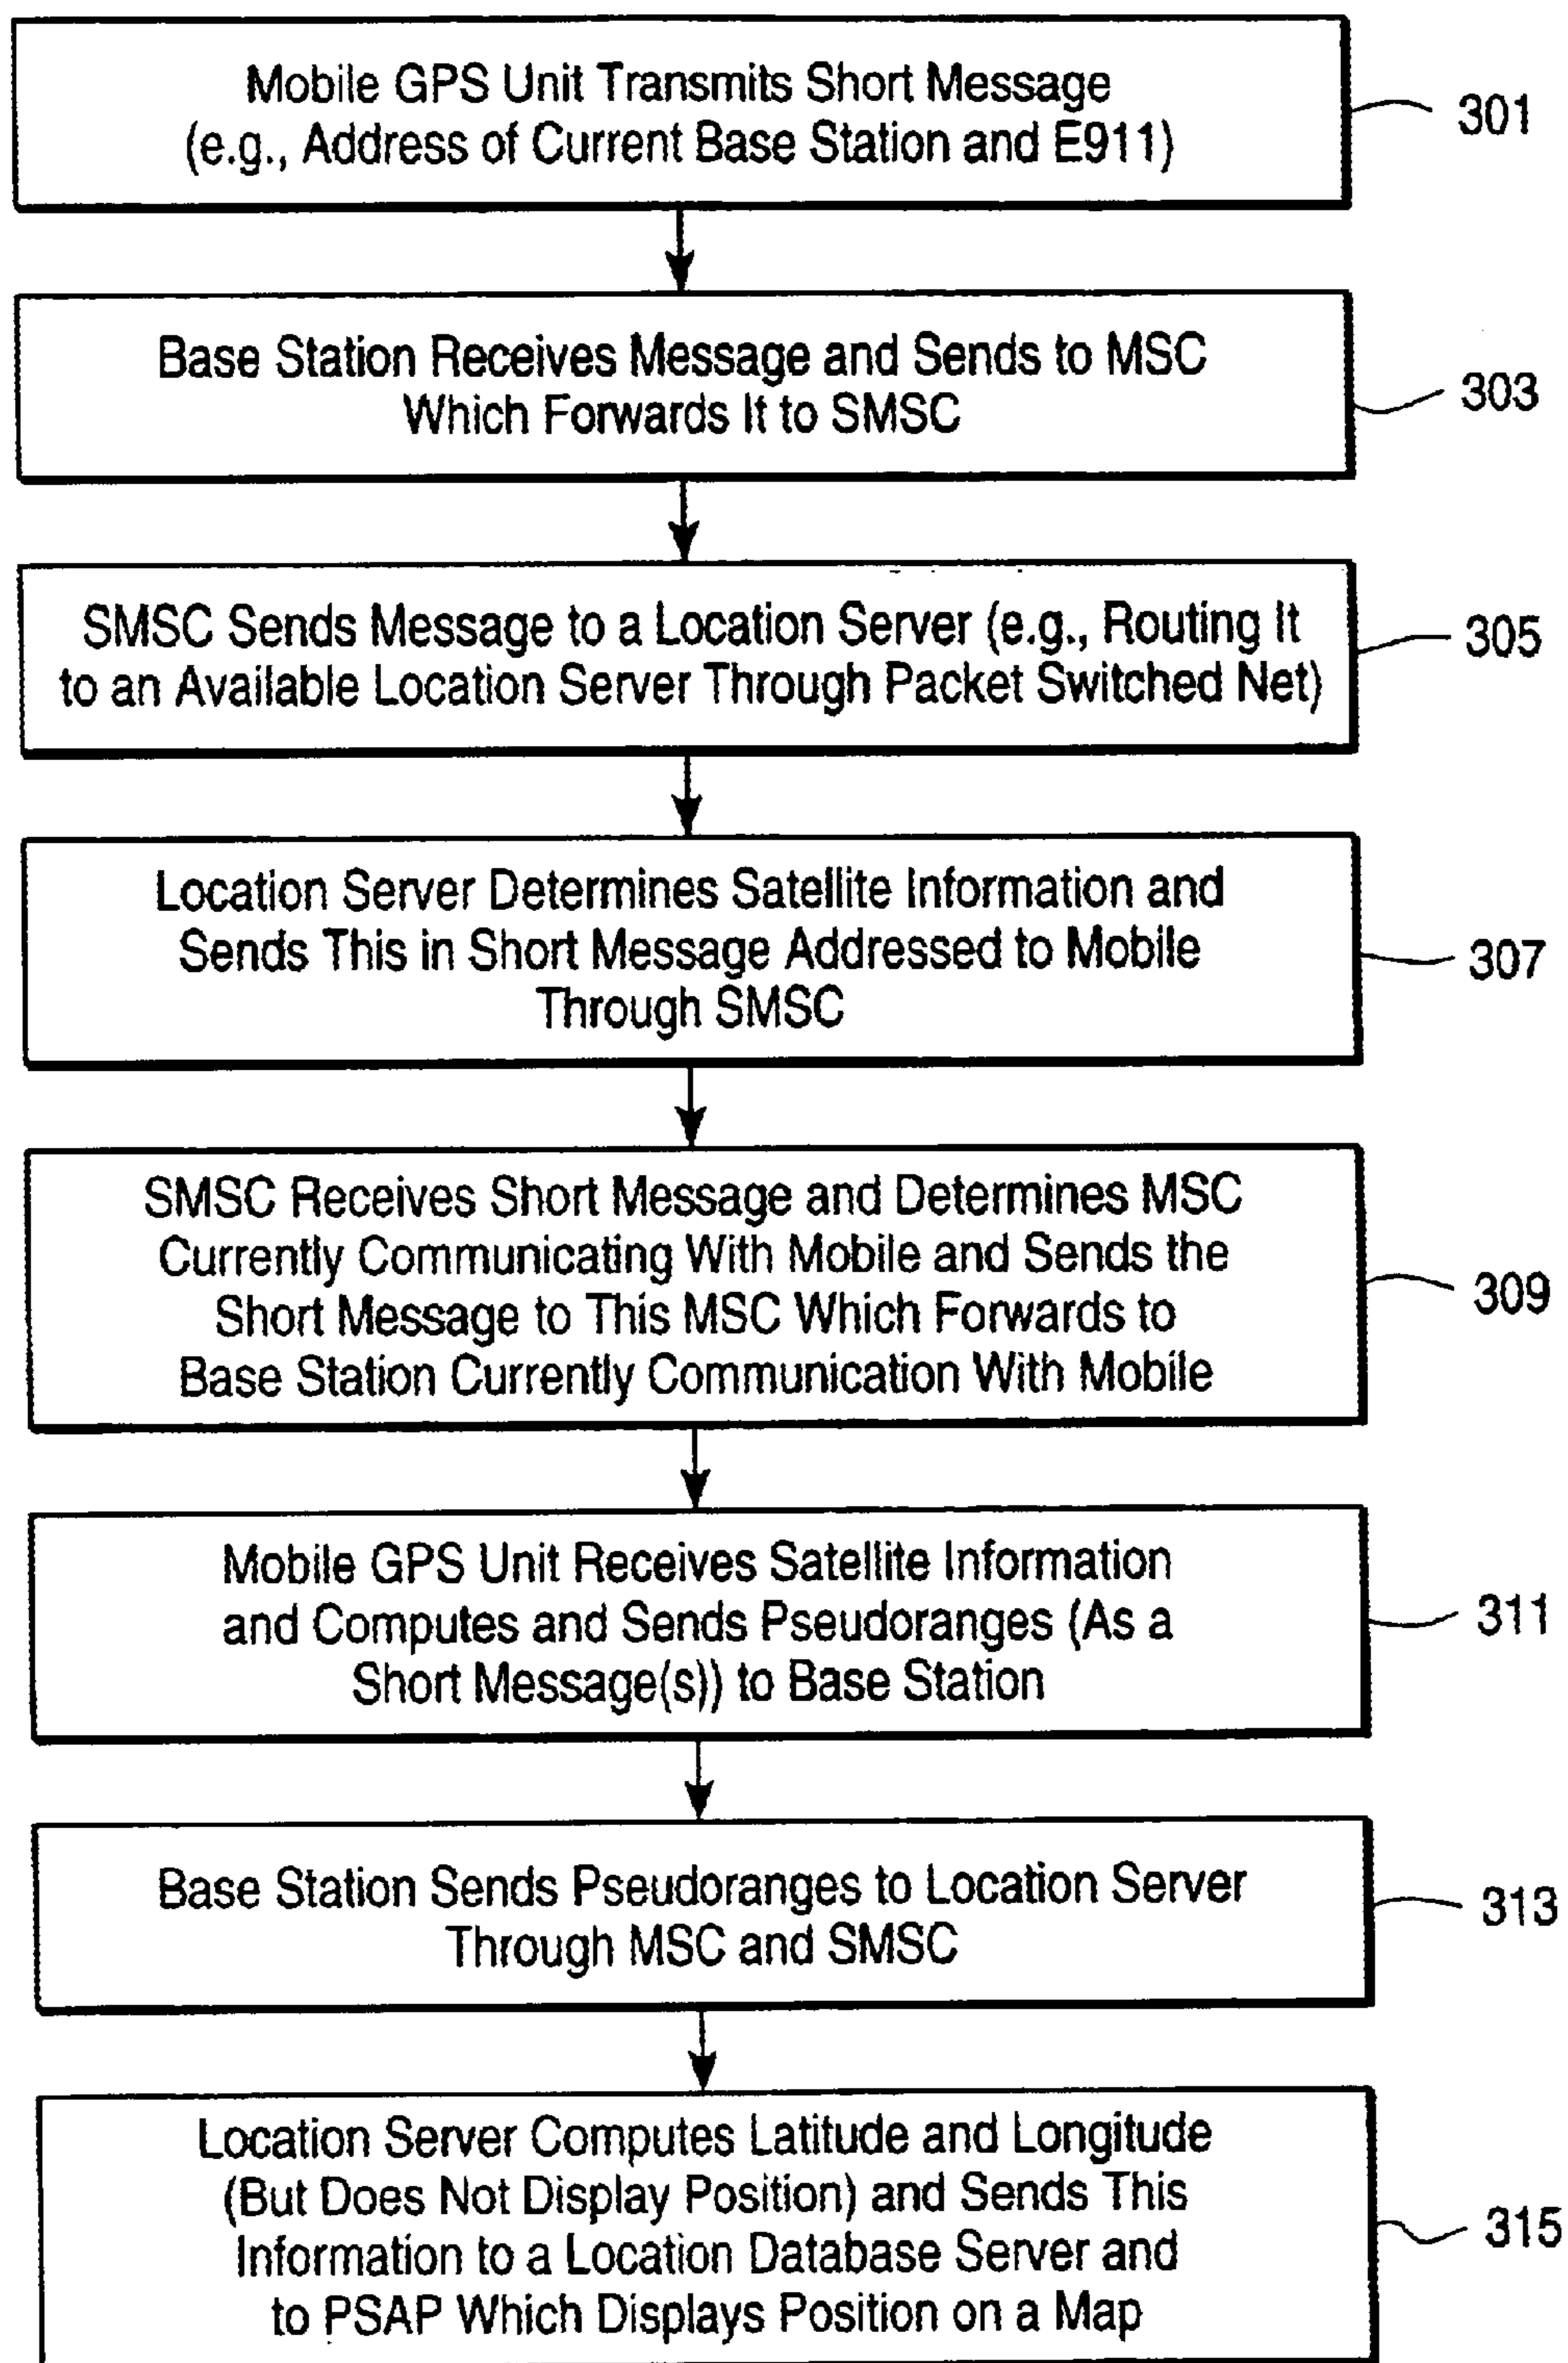 Mobile GPS Unit Transmits Short Message
(e.g., Address of Current Base Station and E911)
301
Base Station Receives Message and Sends to MSC
Which Forwards It to SMSC
303
SMSC Sends Message to a Location Server (e.g., Routing It
to an Available Location Server Through Packet Switched Net)
305
Location Server Determines Satellite Information and
Sends This in Short Message Addressed to Mobile
Through SMSC
307
SMSC Receives Short Message and Determines MSC
Currently Communicating With Mobile and Sends the
Short Message to This MSC Which Forwards to
Base Station Currently Communication With Mobile
309
Mobile GPS Unit Receives Satellite Information
and Computes and Sends Pseudoranges (As a
Short Message(s)) to Base Station
311
Base Station Sends Pseudoranges to Location Server
Through MSC and SMSC
313
Location Server Computes Latitude and Longitude
(But Does Not Display Position) and Sends This
Information to a Location Database Server and
to PSAP Which Displays Position on a Map
315